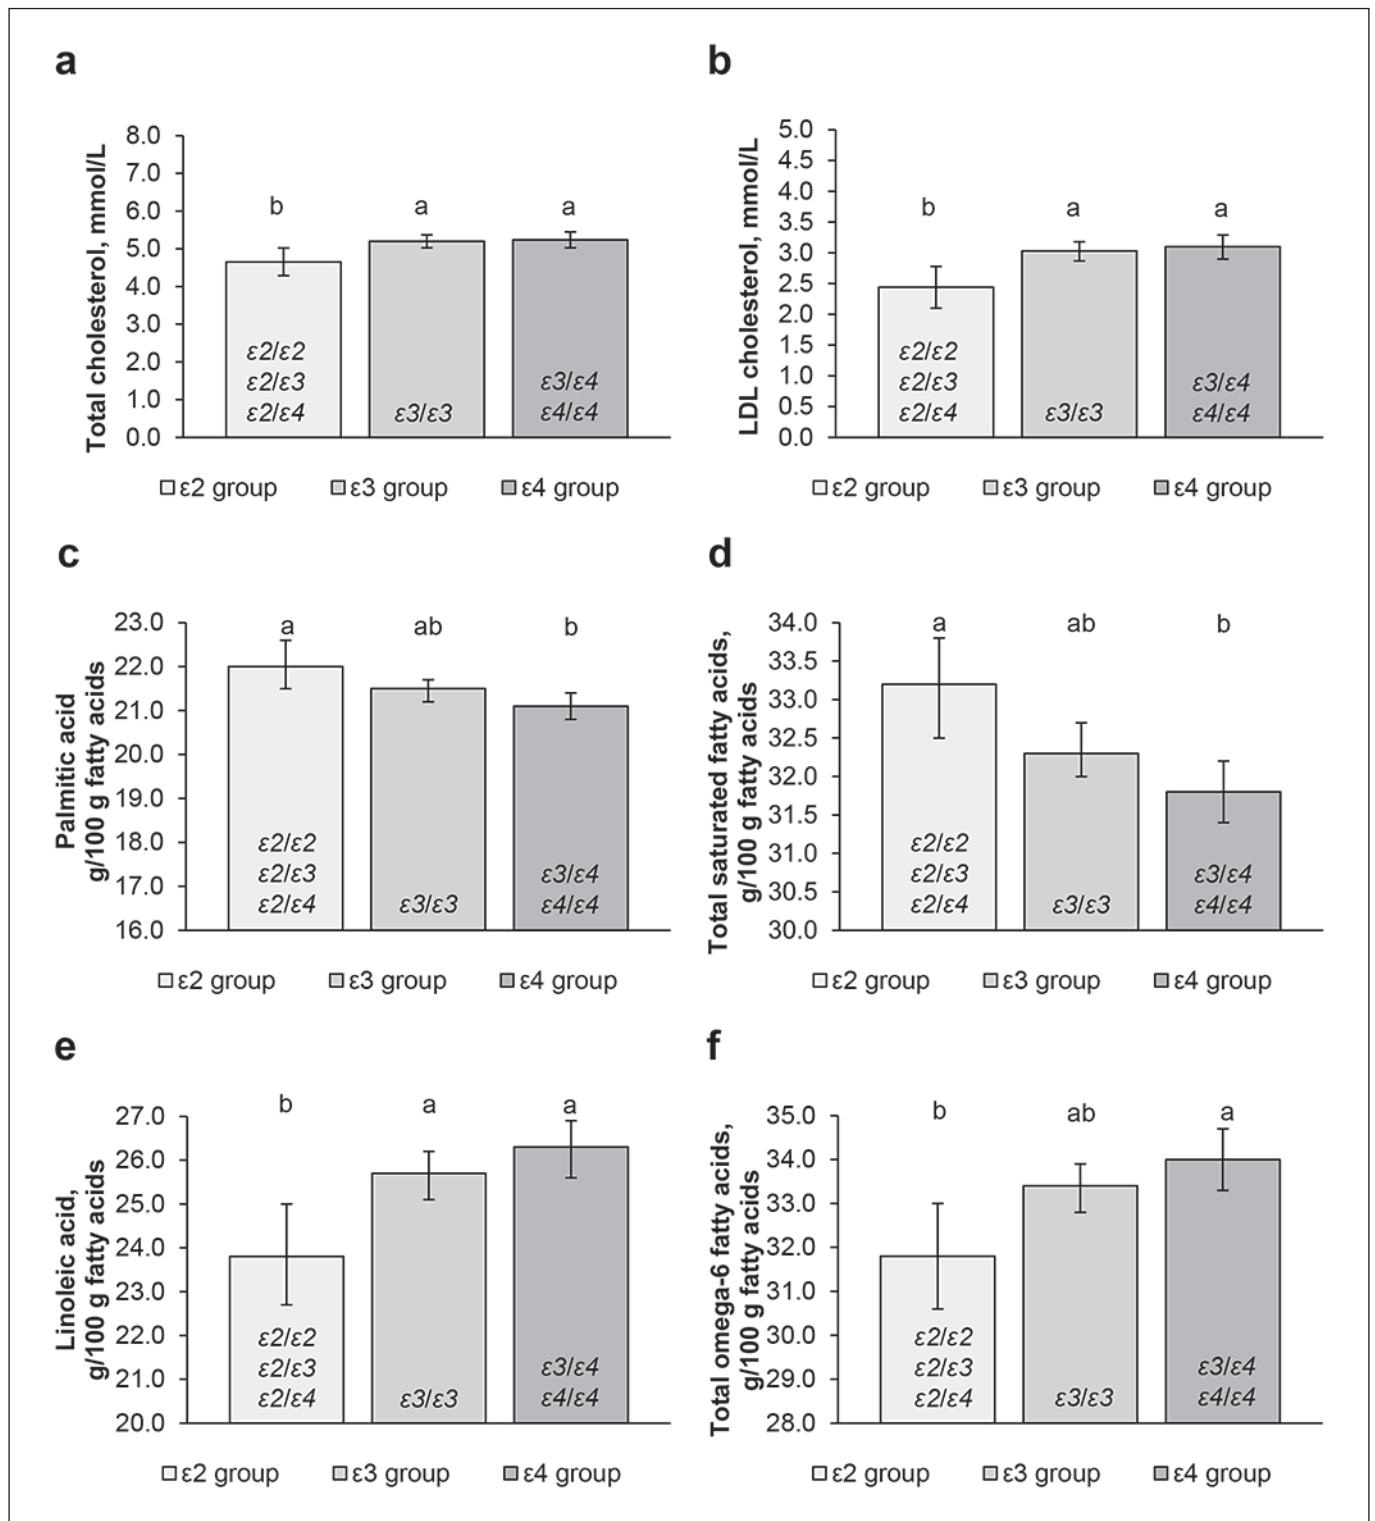 a
Total cholesterol, mmol/L
8.0
7.0
6.0
5.0
4.0
3.0
2.0
1.0
0.0
b
a
a
ε2/ε2
ε2/ε3
ε2/ε4
ε3/ε3
ε3/ε4
ε4/ε4
ε2 group ε3 group ε4 group
b
LDL cholesterol, mmol/L
5.0
4.5
4.0
3.5
3.0
2.5
2.0
1.5
1.0
0.5
0.0
b
a
a
ε2/ε2
ε2/ε3
ε2/ε4
ε3/ε3
ε3/ε4
ε4/ε4
ε2 group ε3 group ε4 group
c
Palmitic acid
g/100 g fatty acids
23.0
22.0
21.0
20.0
19.0
18.0
17.0
16.0
a
ab
b
ε2/ε2
ε2/ε3
ε2/ε4
ε3/ε3
ε3/ε4
ε4/ε4
ε2 group ε3 group ε4 group
d
Total saturated fatty acids,
g/100 g fatty acids
34.0
33.5
33.0
32.5
32.0
31.5
31.0
30.5
30.0
a
ab
b
ε2/ε2
ε2/ε3
ε2/ε4
ε3/ε3
ε3/ε4
ε4/ε4
ε2 group ε3 group ε4 group
e
Linoleic acid,
g/100 g fatty acids
27.0
26.0
25.0
24.0
23.0
22.0
21.0
20.0
b
a
a
ε2/ε2
ε2/ε3
ε2/ε4
ε3/ε3
ε3/ε4
ε4/ε4
ε2 group ε3 group ε4 group
f
Total omega-6 fatty acids,
g/100 g fatty acids
35.0
34.0
33.0
32.0
31.0
30.0
29.0
28.0
b
ab
a
ε2/ε2
ε2/ε3
ε2/ε4
ε3/ε3
ε3/ε4
ε4/ε4
ε2 group ε3 group ε4 group